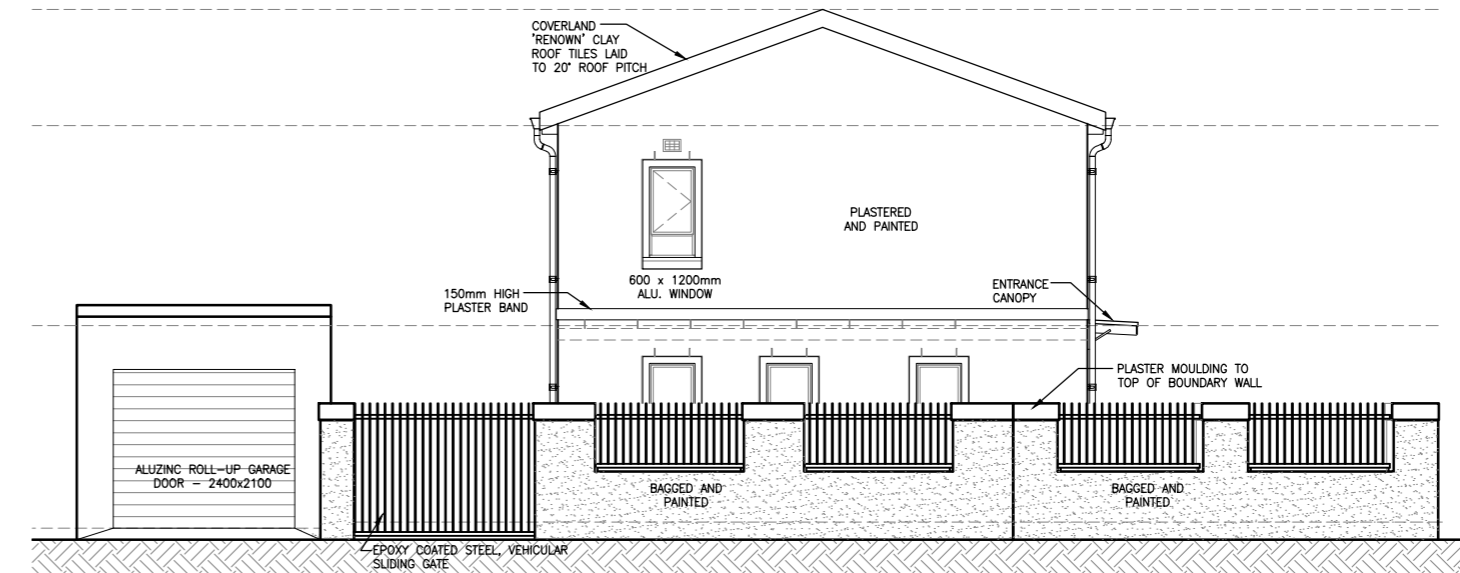 COVERLAND
'RENOWN' CLAY
ROOF TILES LAID
TO 20° ROOF PITCH
PLASTERED
AND PAINTED
600 x 1200mm
ALU. WINDOW
150mm HIGH
PLASTER BAND
ENTRANCE
CANOPY
PLASTER MOULDING TO
TOP OF BOUNDARY WALL
ALUZINC ROLL-UP GARAGE
DOOR - 2400x2100
BAGGED AND
PAINTED
BAGGED AND
PAINTED
EPOXY COATED STEEL, VEHICULAR
SLIDING GATE